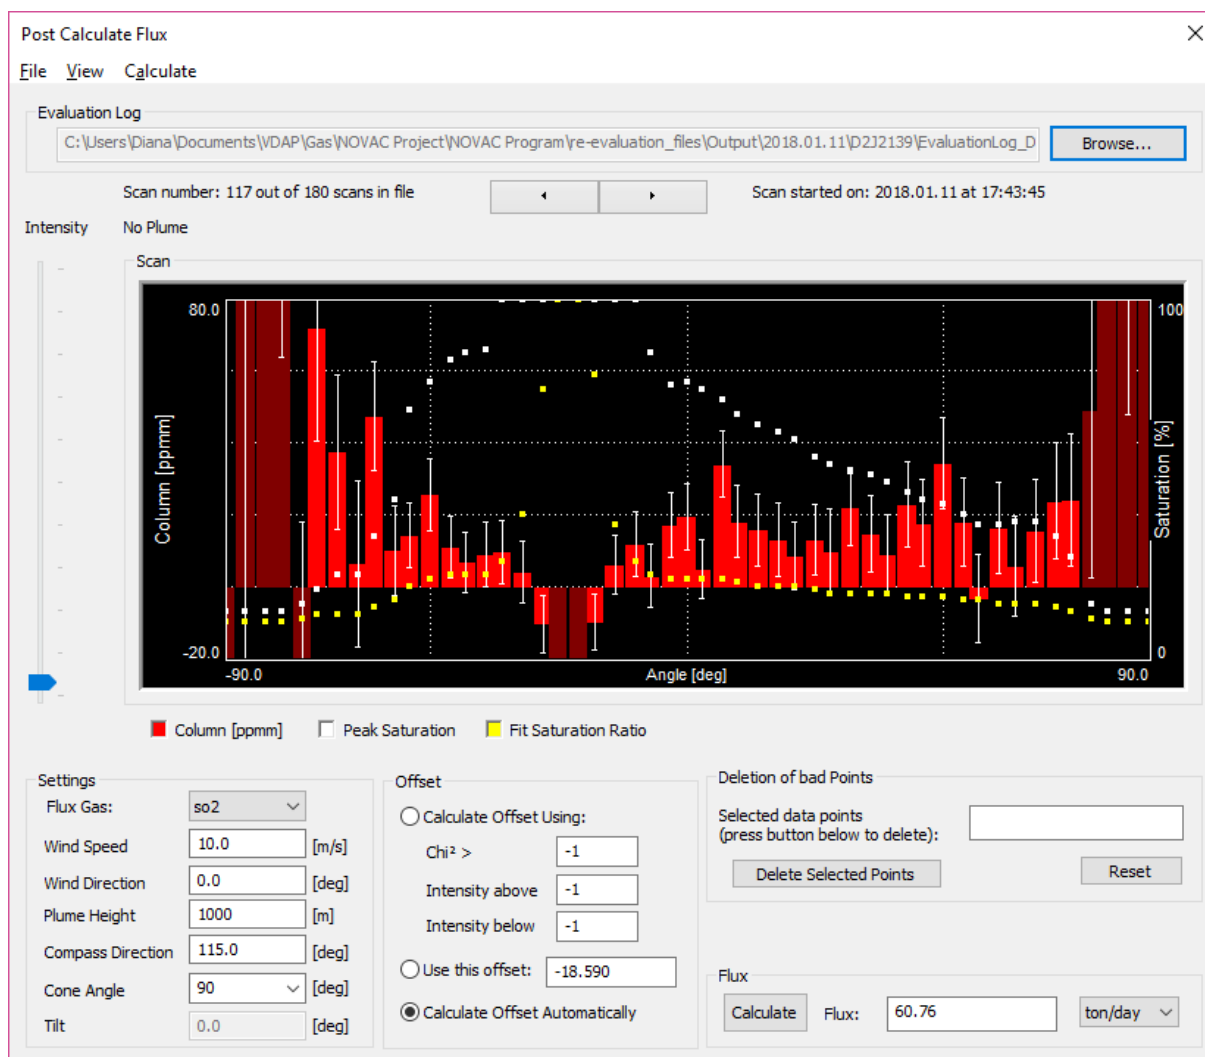 Post Calculate Flux
File View Calculate
Evaluation Log
C:\Users\Diana\Documents\VDAP\Gas\NOVAC Project\NOVAC Program\re-evaluation_files\Output\2018.01.11\D2J2139\EvaluationLog_D
Browse...
Scan number: 117 out of 180 scans in file
Scan started on: 2018.01.11 at 17:43:45
Intensity
No Plume
Scan
80.0
100
Column [ppmm]
Saturation [%]
-20.0
0
-90.0
Angle [deg]
90.0
Column [ppmm]
Peak Saturation
Fit Saturation Ratio
Settings
Flux Gas: so2
Wind Speed 10.0 [m/s]
Wind Direction 0.0 [deg]
Plume Height 1000 [m]
Compass Direction 115.0 [deg]
Cone Angle 90 [deg]
Tilt 0.0 [deg]
Offset
Calculate Offset Using:
Chi² > -1
Intensity above -1
Intensity below -1
Use this offset: -18.590
Calculate Offset Automatically
Deletion of bad Points
Selected data points
(press button below to delete):
Delete Selected Points
Reset
Flux
Calculate Flux: 60.76 ton/day